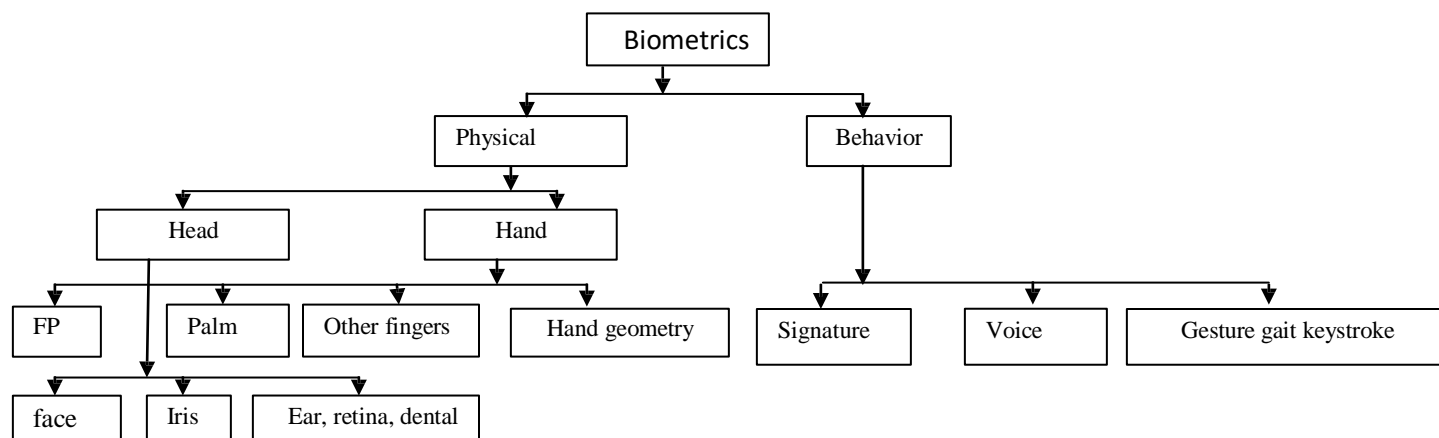 Biometrics
Physical
Behavior
Head
Hand
FP
Palm
Other fingers
Hand geometry
Signature
Voice
Gesture gait keystroke
face
Iris
Ear, retina, dental